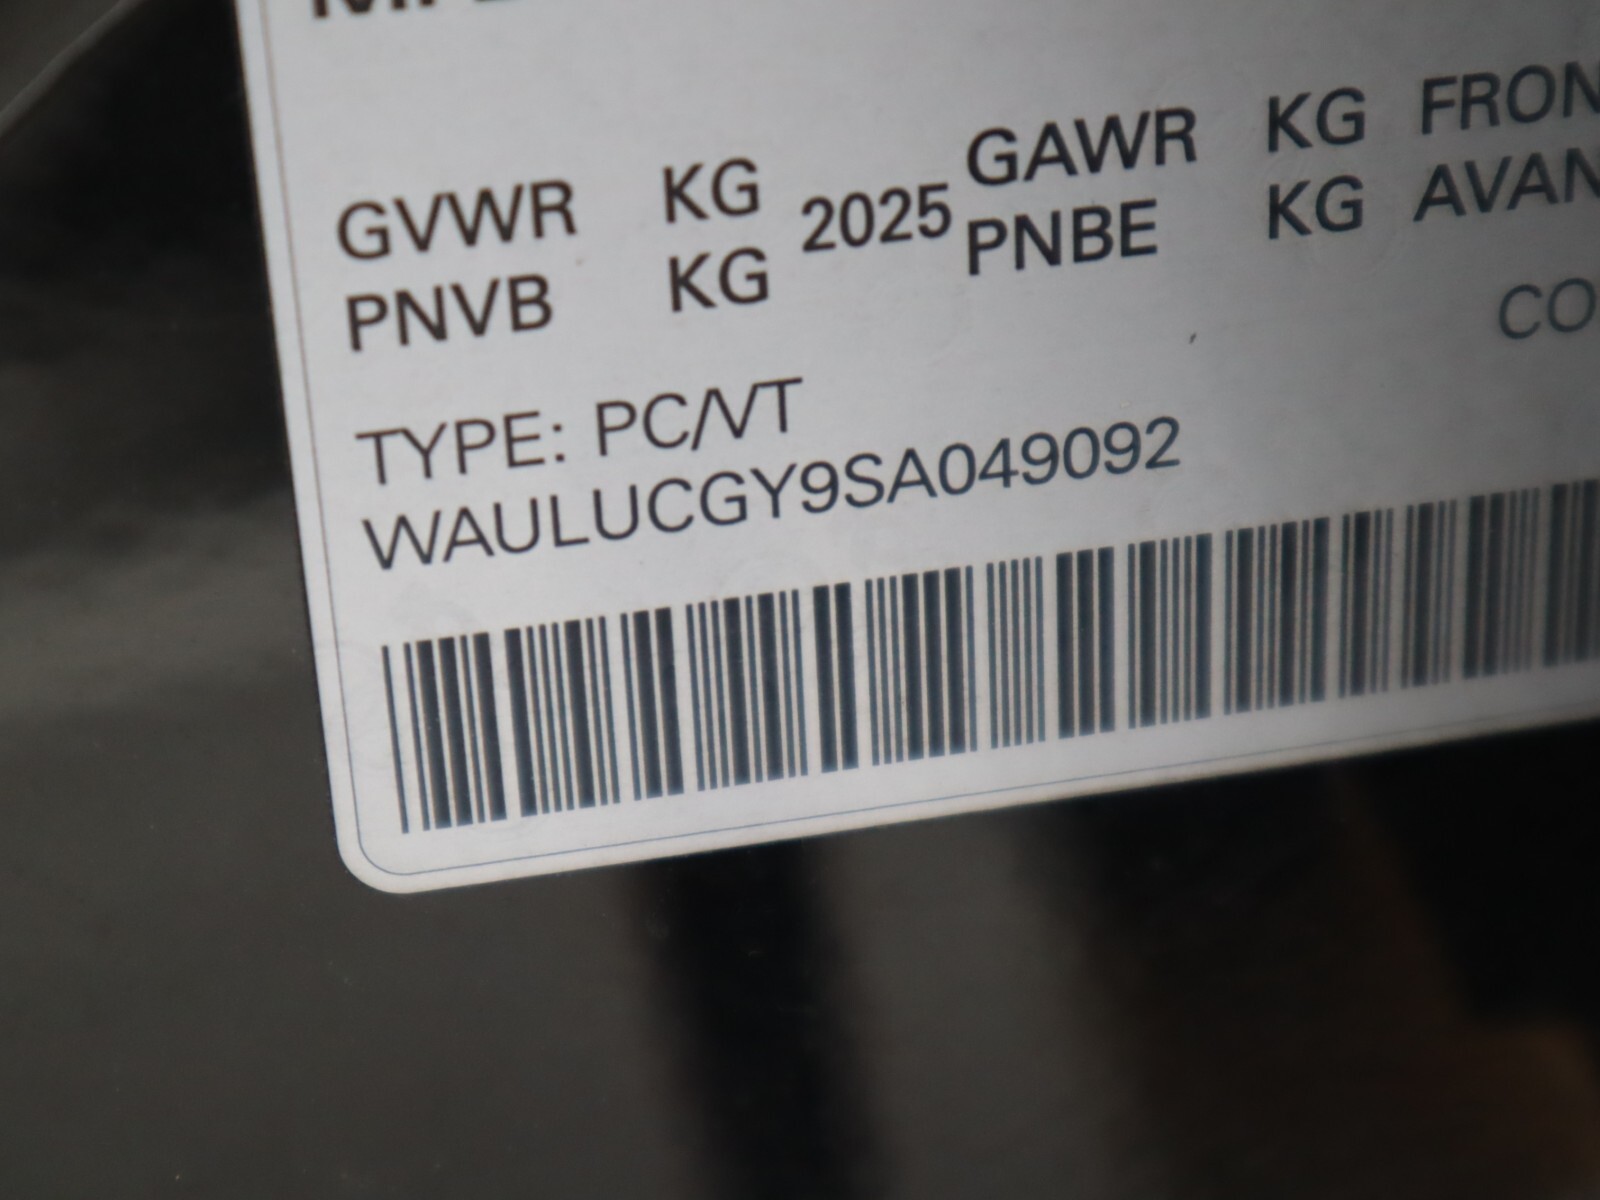 GVWR KG 2025 GAWR KG FRON
PNVB KG PNBE KG AVAN
CO
TYPE: PC/VT
WAULUCGY9SA049092